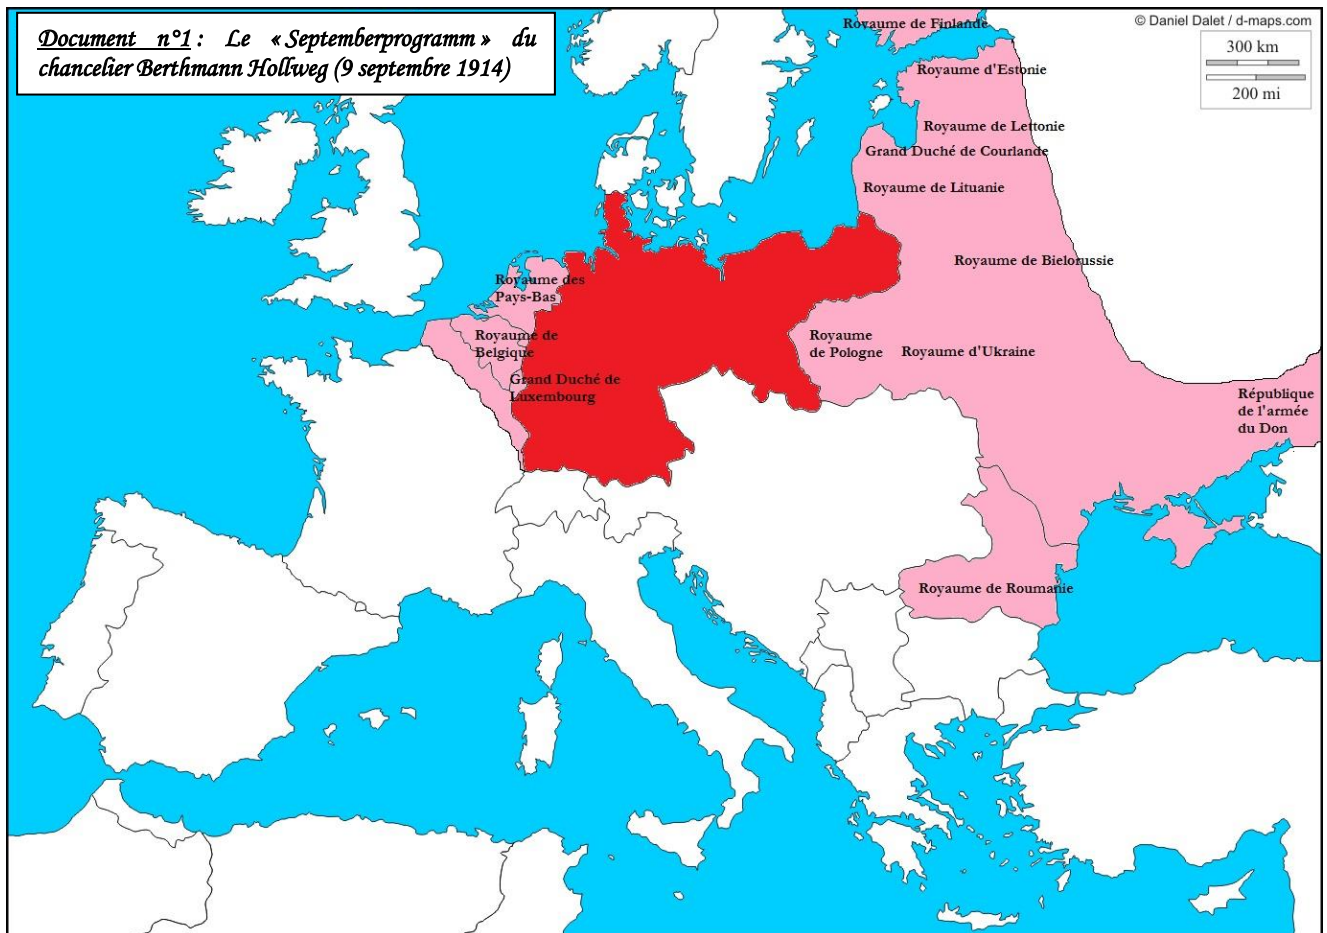 Document n°1 : Le « Septemberprogramm » du
chancelier Berthmann Hollweg (9 septembre 1914)
© Daniel Dalet / d-maps.com
300 km
200 mi
Royaume de Finlande
Royaume d'Estonie
Royaume de Lettonie
Grand Duché de Courlande
Royaume de Lituanie
Royaume de Bielorussie
Royaume des
Pays-Bas
Royaume de
Belgique
Grand Duché de
Luxembourg
Royaume
de Pologne
Royaume d'Ukraine
République
de l'armée
du Don
Royaume de Roumanie